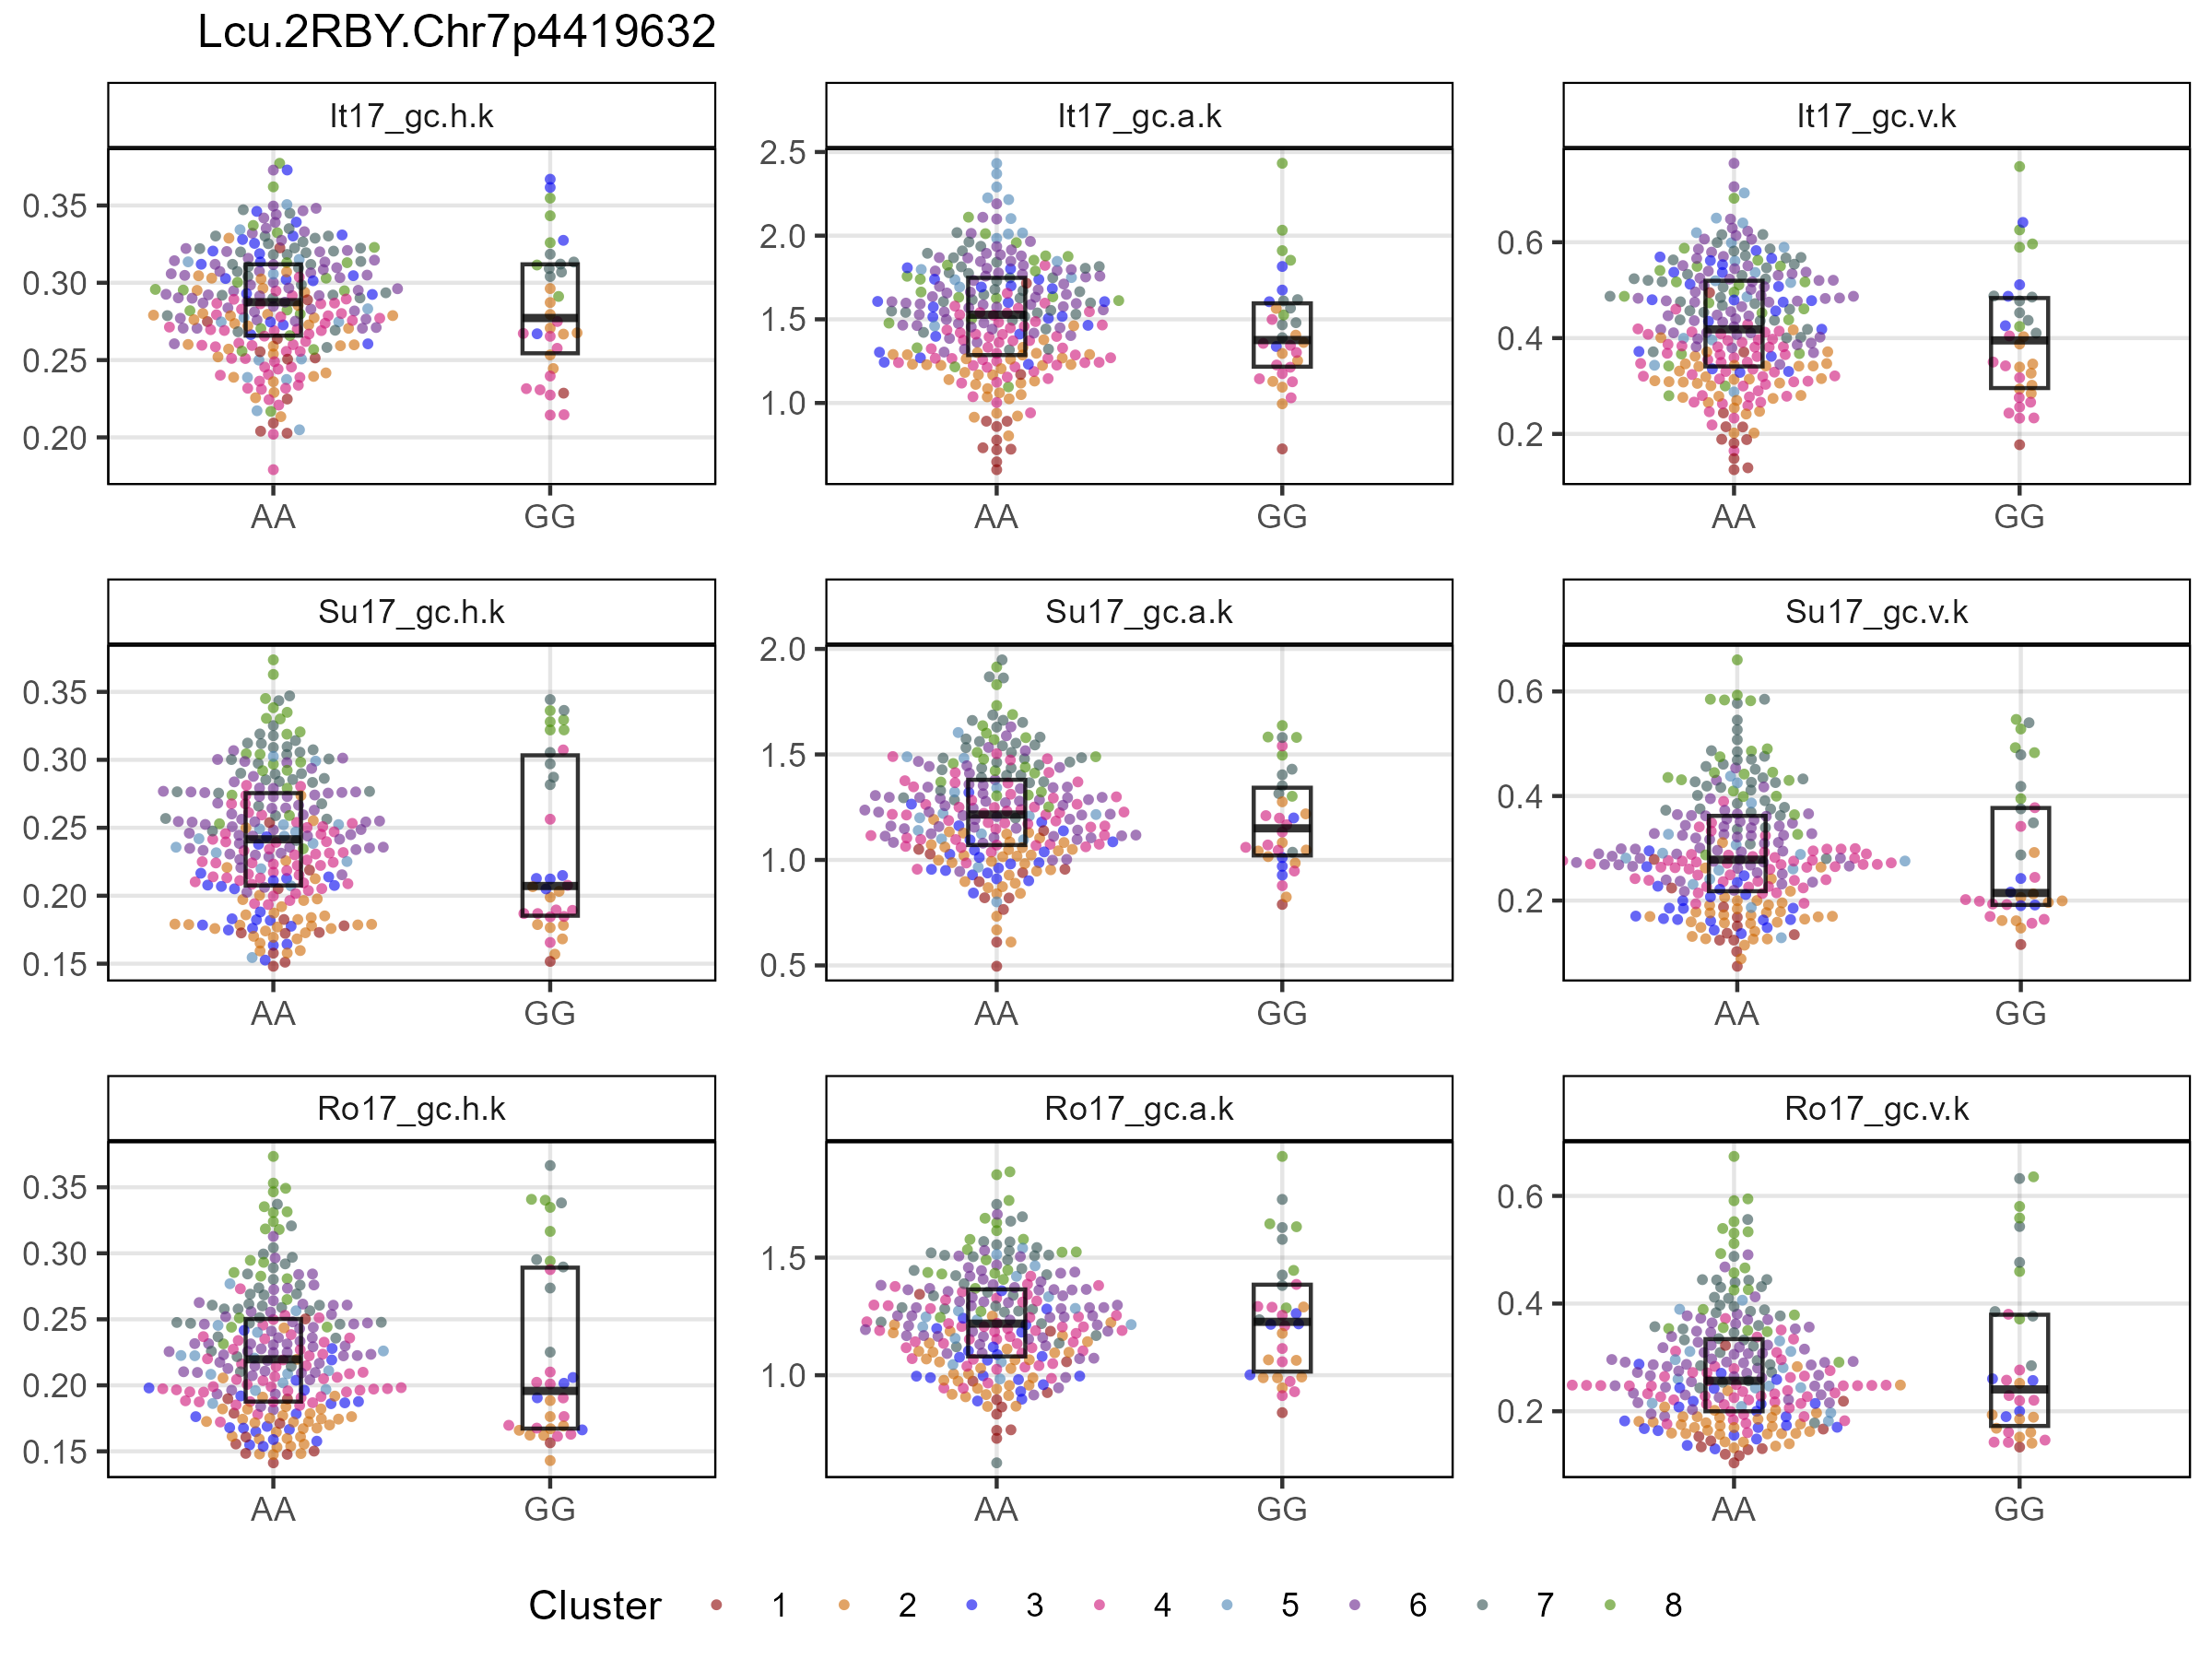 Lcu.2RBY.Chr7p4419632
It17_gc.h.k
It17_gc.a.k
It17_gc.v.k
0.35
0.30
0.25
0.20
AA
GG
2.5
2.0
1.5
1.0
AA
GG
0.6
0.4
0.2
AA
GG
Su17_gc.h.k
Su17_gc.a.k
Su17_gc.v.k
0.35
0.30
0.25
0.20
0.15
AA
GG
2.0
1.5
1.0
0.5
AA
GG
0.6
0.4
0.2
AA
GG
Ro17_gc.h.k
Ro17_gc.a.k
Ro17_gc.v.k
0.35
0.30
0.25
0.20
0.15
AA
GG
1.5
1.0
AA
GG
0.6
0.4
0.2
AA
GG
Cluster 1 2 3 4 5 6 7 8